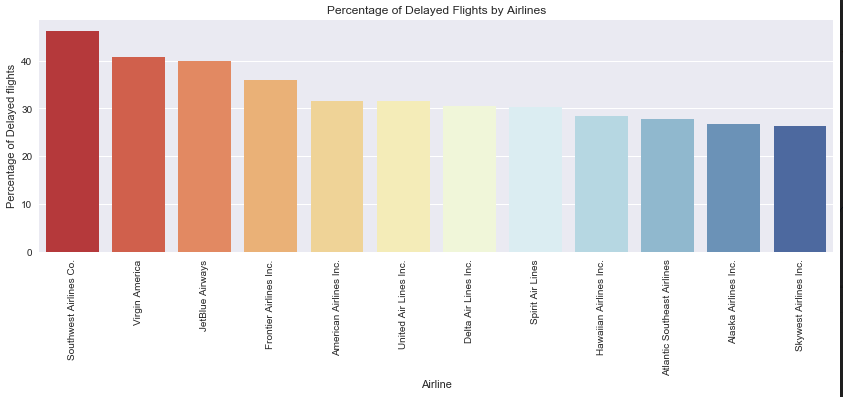 Percentage of Delayed Flights by Airlines
Percentage of Delayed flights
40
30
20
10
0
Southwest Airlines Co.
Virgin America
JetBlue Airways
Frontier Airlines Inc.
American Airlines Inc.
United Air Lines Inc.
Delta Air Lines Inc.
Spirit Air Lines
Hawaiian Airlines Inc.
Atlantic Southeast Airlines
Alaska Airlines Inc.
Skywest Airlines Inc.
Airline